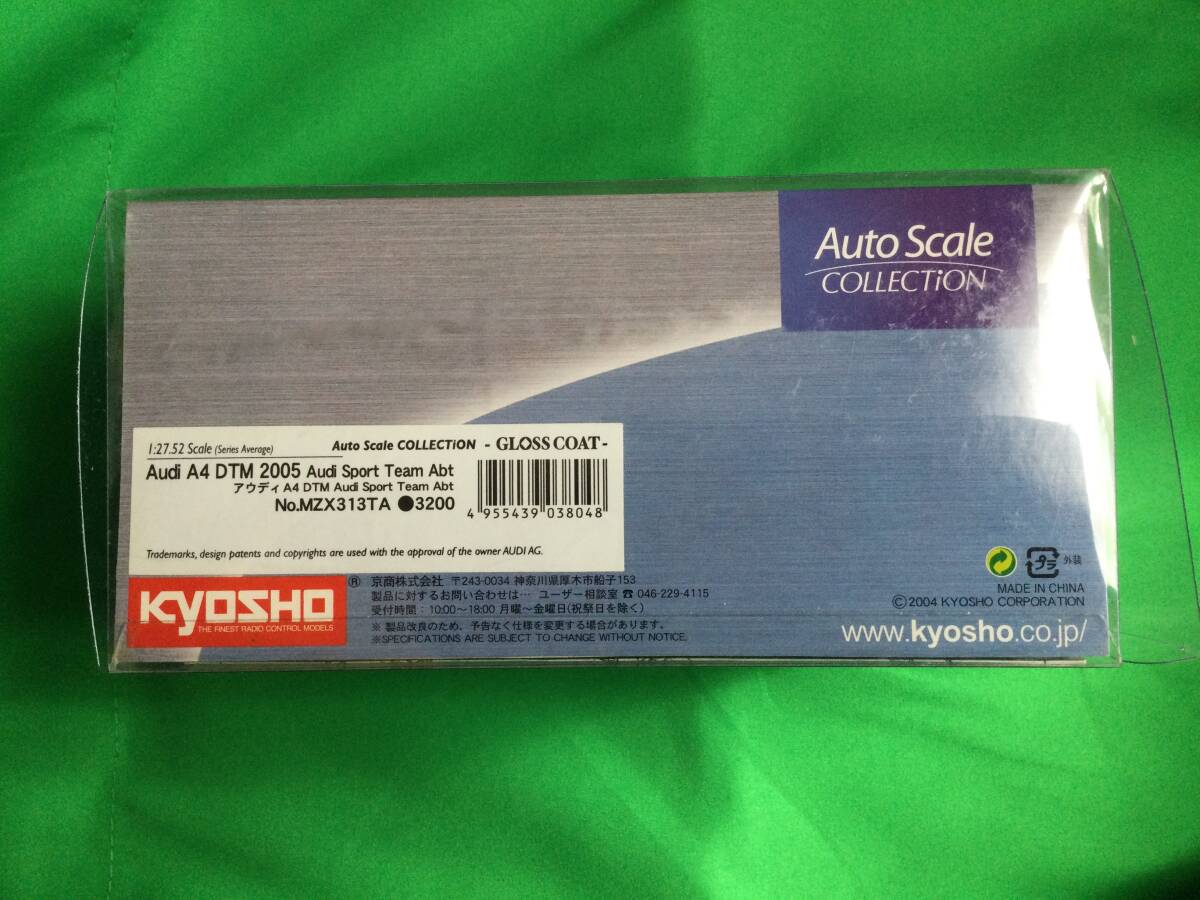 Auto Scale
COLLECTiON
1:27.52 Scale (Series Average) Auto Scale COLLECTiON - GLOSS COAT -
Audi A4 DTM 2005 Audi Sport Team Abt
アウディ A4 DTM Audi Sport Team Abt
No.MZX313TA ●3200
4 955439 038048
Trademarks, design patents and copyrights are used with the approval of the owner AUDI AG.
KYOSHO
THE FINEST RADIO CONTROL MODELS
® 京商株式会社 〒243-0034 神奈川県厚木市船子153
製品に対するお問い合わせは… ユーザー相談室 ☎ 046-229-4115
受付時間：10:00〜18:00 月曜〜金曜日(祝祭日を除く)
※ 製品改良のため、予告なく仕様を変更する場合があります。
※SPECIFICATIONS ARE SUBJECT TO CHANGE WITHOUT NOTICE.
プラ 外装
MADE IN CHINA
©2004 KYOSHO CORPORATION
www.kyosho.co.jp/